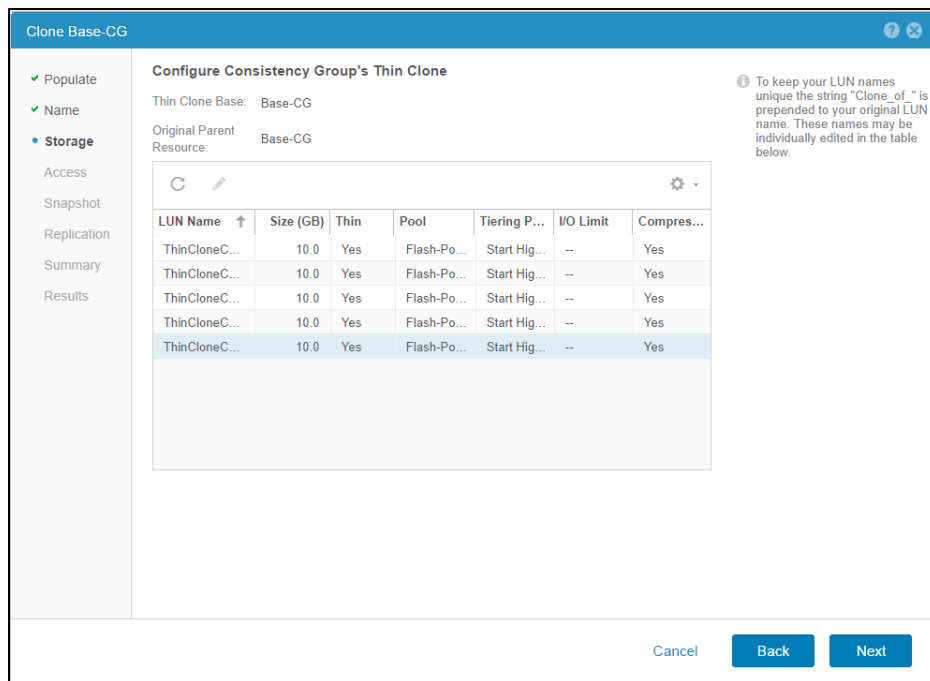 Clone Base-CG
Populate
Name
Storage
Access
Snapshot
Replication
Summary
Results
Configure Consistency Group's Thin Clone
Thin Clone Base: Base-CG
Original Parent
Resource: Base-CG
LUN Name Size (GB) Thin Pool Tiering P... I/O Limit Compres...
ThinCloneC... 10.0 Yes Flash-Po... Start Hig... -- Yes
ThinCloneC... 10.0 Yes Flash-Po... Start Hig... -- Yes
ThinCloneC... 10.0 Yes Flash-Po... Start Hig... -- Yes
ThinCloneC... 10.0 Yes Flash-Po... Start Hig... -- Yes
ThinCloneC... 10.0 Yes Flash-Po... Start Hig... -- Yes
To keep your LUN names
unique the string "Clone_of_" is
prepended to your original LUN
name. These names may be
individually edited in the table
below.
Cancel Back Next